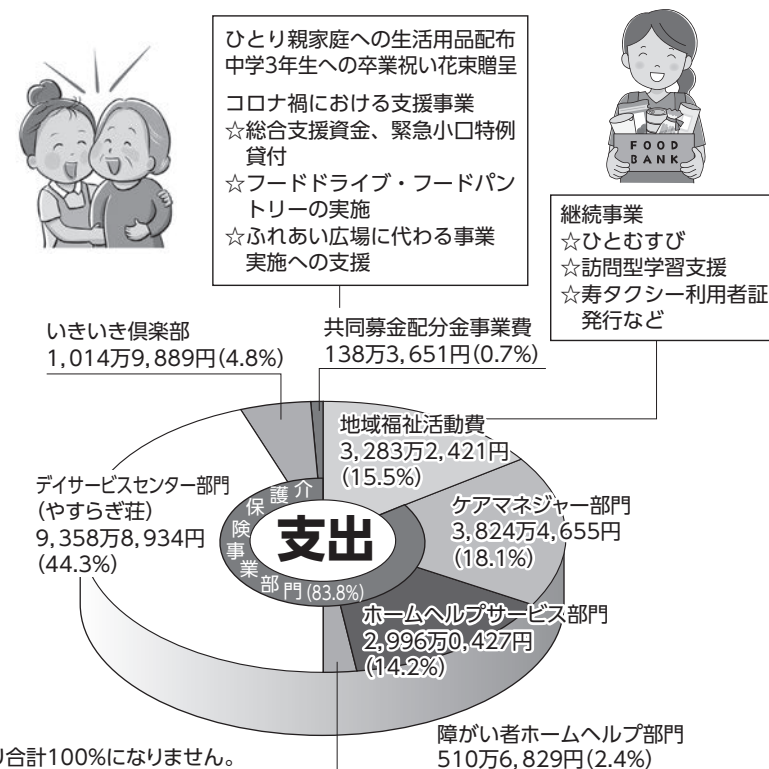 ひとり親家庭への生活用品配布
中学3年生への卒業祝い花束贈呈
コロナ禍における支援事業
☆総合支援資金、緊急小口特例
貸付
☆フードドライブ・フードパン
トリーの実施
☆ふれあい広場に代わる事業
実施への支援
FOOD
BANK
継続事業
☆ひとむすび
☆訪問型学習支援
☆寿タクシー利用者証
発行など
いきいき倶楽部
1,014万9,889円(4.8%)
共同募金配分金事業費
138万3,651円(0.7%)
地域福祉活動費
3,283万2,421円
(15.5%)
デイサービスセンター部門
(やすらぎ荘)
9,358万8,934円
(44.3%)
ケアマネジャー部門
3,824万4,655円
(18.1%)
支出
介護保険事業部門(83.8%)
ホームヘルプサービス部門
2,996万0,427円
(14.2%)
障がい者ホームヘルプ部門
510万6,829円(2.4%)
り合計100%になりません。